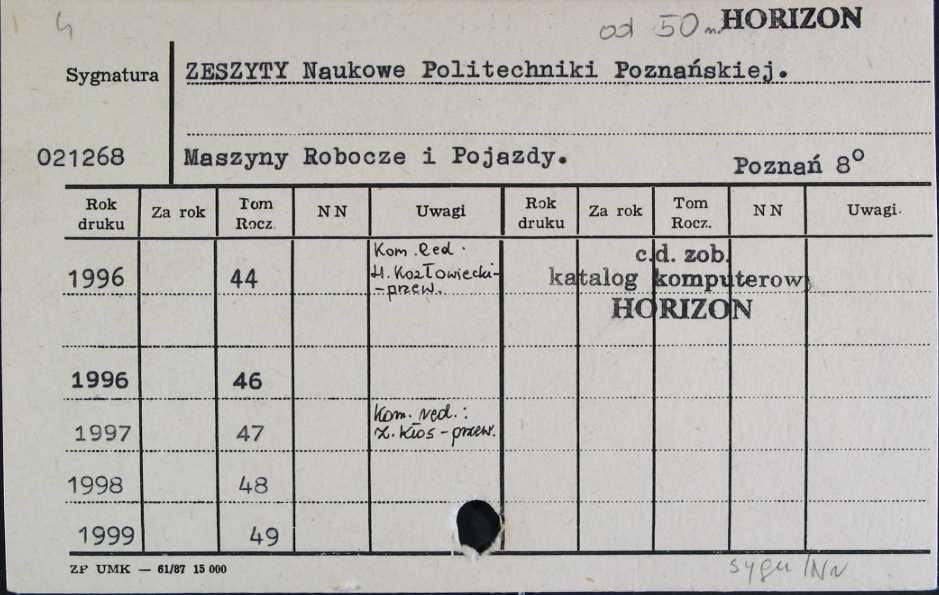 4
od 50 n. HORIZON
Sygnatura ZESZYTY Naukowe Politechniki Poznańskiej.
021268 Maszyny Robocze i Pojazdy. Poznań 8°
Rok druku Za rok Tom Rocz. NN Uwagi Rok druku Za rok Tom Rocz. NN Uwagi.
Kom. Red.
c.d. zob.
1996 44 H. Kozłowiecki- katalog komputerow
-przew.
HORIZON
1996 46
Kom. red.:
1997 47 Z. Kłos - przew.
1998 48
1999 49
ZP UMK — 61/87 15 000
sygn/Nn